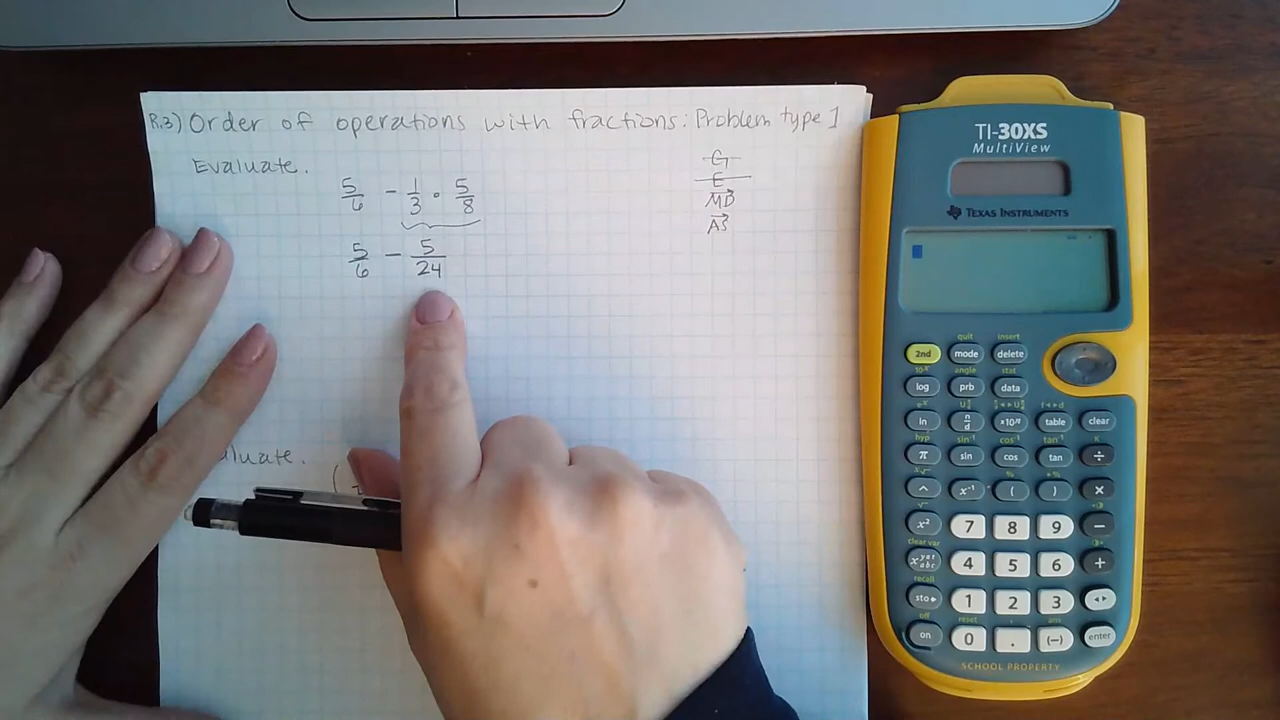 R.3) Order of operations with fractions: Problem type 1
Evaluate.
5/6 - 1/3 · 5/8
5/6 - 5/24
G
E
MD
AS
aluate.
(
TI-30XS
MultiView
TEXAS INSTRUMENTS
quit insert
2nd mode delete
angle stat
log prb data
ln n/d table clear
hyp sin⁻¹ cos⁻¹ tan⁻¹
π sin cos tan ÷
^ x⁻¹ ( ) ×
x² 7 8 9 −
clear var
x yzt abc 4 5 6 +
recall
sto▸ 1 2 3 ◂▸
off reset ans
on 0 . (−) enter
SCHOOL PROPERTY